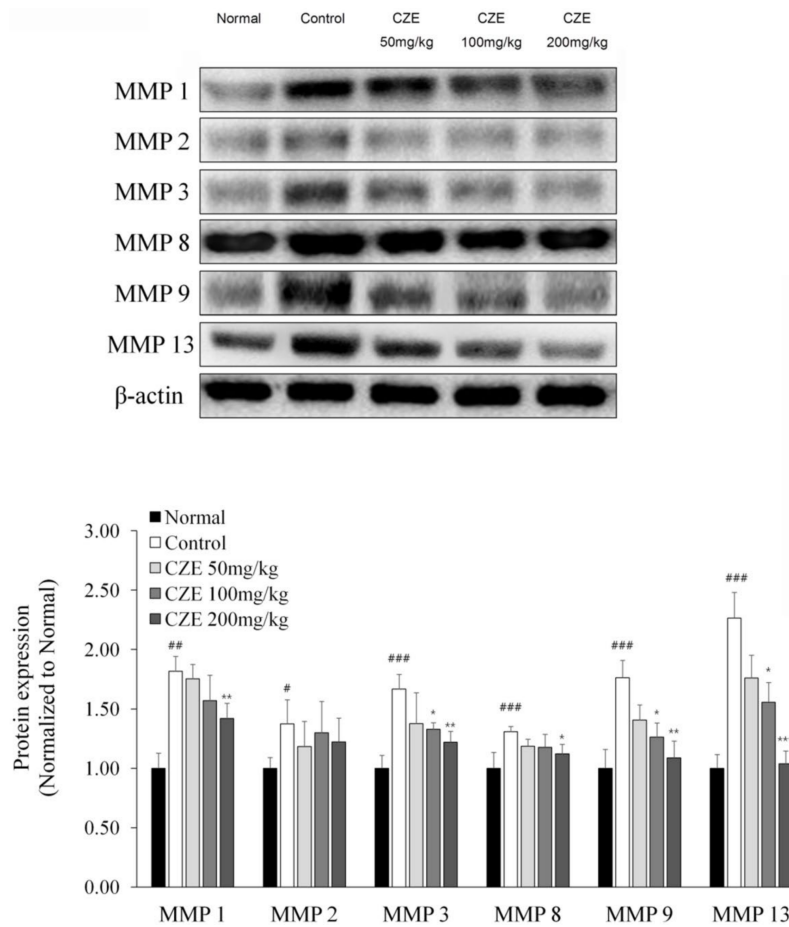 Normal Control CZE CZE CZE
50mg/kg 100mg/kg 200mg/kg
MMP 1
MMP 2
MMP 3
MMP 8
MMP 9
MMP 13
β-actin
Normal
Control
CZE 50mg/kg
CZE 100mg/kg
CZE 200mg/kg
Protein expression
(Normalized to Normal)
3.00
2.50
2.00
1.50
1.00
0.50
0.00
## **
#
### * **
### *
### * **
### * ***
MMP 1 MMP 2 MMP 3 MMP 8 MMP 9 MMP 13